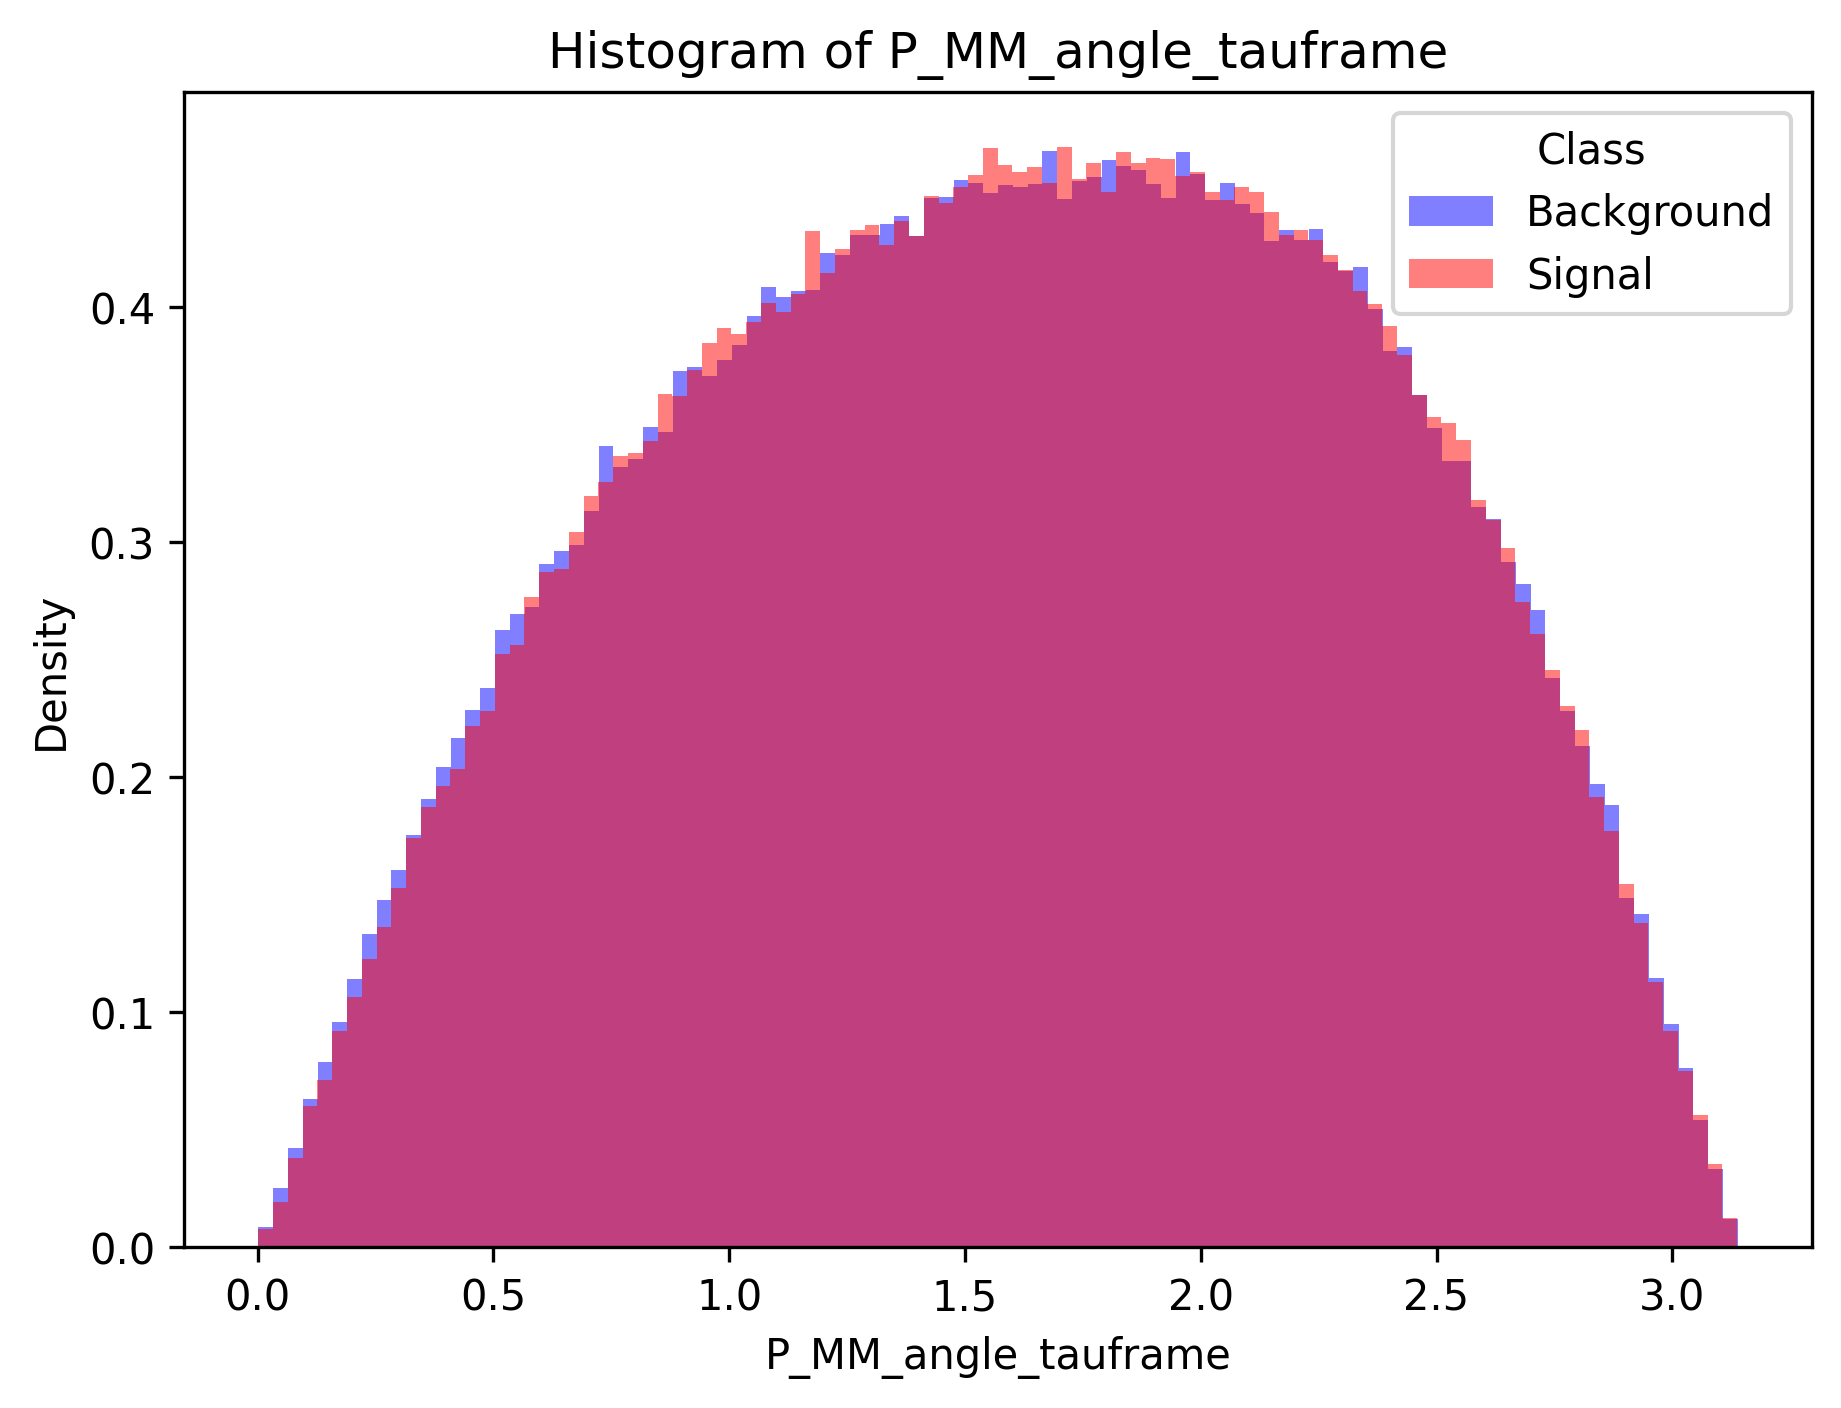 Histogram of P_MM_angle_tauframe
Class
Background
Signal
Density
0.4
0.3
0.2
0.1
0.0
0.0 0.5 1.0 1.5 2.0 2.5 3.0
P_MM_angle_tauframe